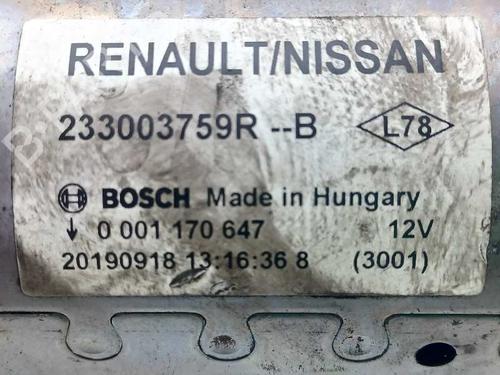 RENAULT/NISSAN
233003759R --B L78
BOSCH Made in Hungary
↓ 0 001 170 647 12V
20190918 13:16:36 8 (3001)